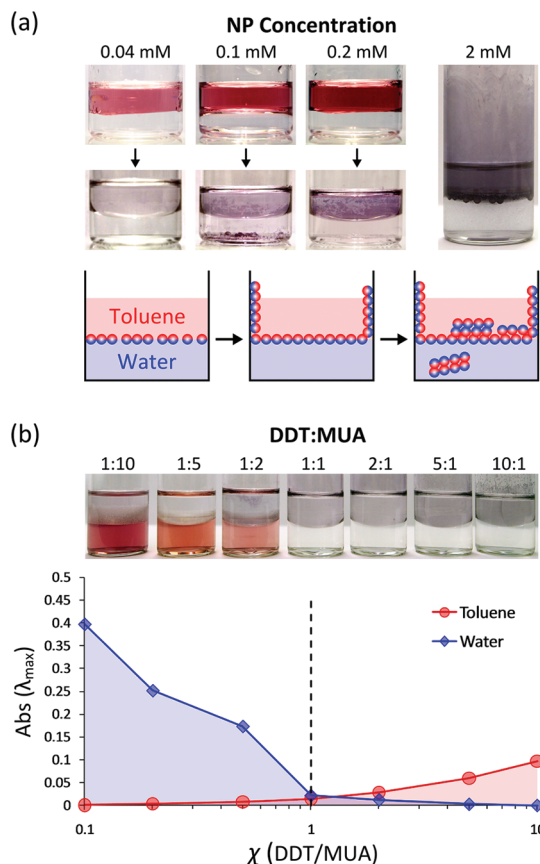 (a)
NP Concentration
0.04 mM 0.1 mM 0.2 mM 2 mM
Toluene
Water
(b)
DDT:MUA
1:10 1:5 1:2 1:1 2:1 5:1 10:1
0.5
0.45
0.4
0.35
0.3
0.25
0.2
0.15
0.1
0.05
0
Abs (λmax)
Toluene
Water
0.1 1 10
χ (DDT/MUA)